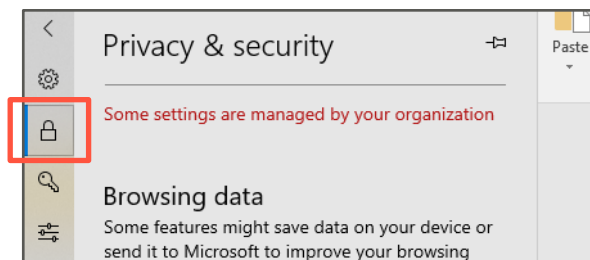 Privacy & security
Paste
Some settings are managed by your organization
Browsing data
Some features might save data on your device or
send it to Microsoft to improve your browsing